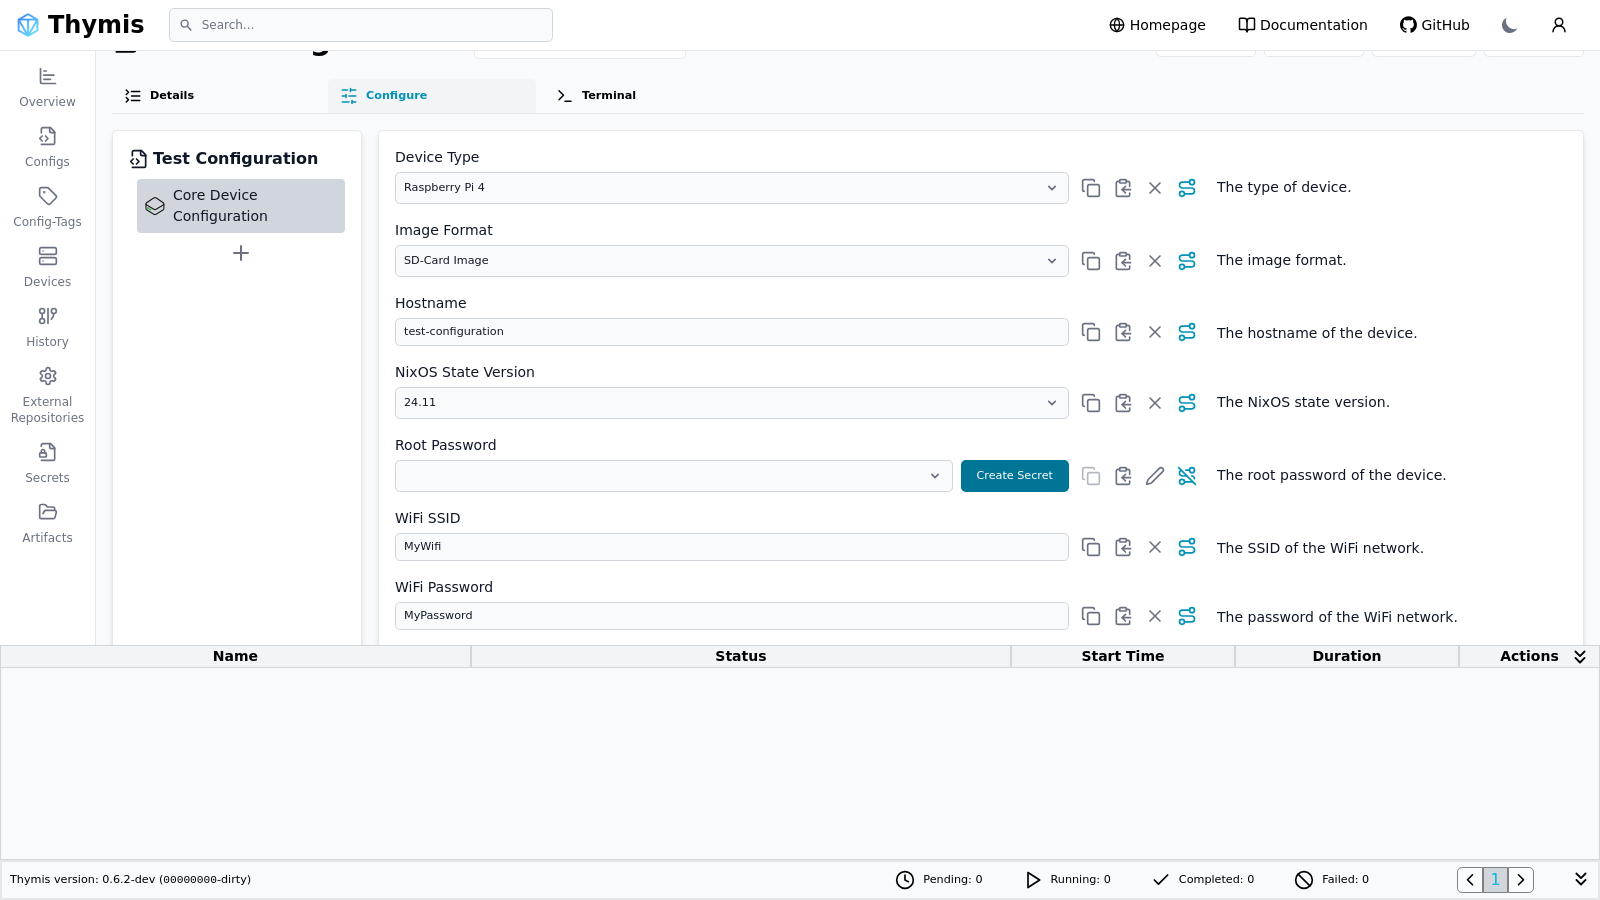 Thymis
Search...
Homepage
Documentation
GitHub
Overview
Configs
Config-Tags
Devices
History
External
Repositories
Secrets
Artifacts
Details
Configure
Terminal
Test Configuration
Core Device
Configuration
Device Type
Raspberry Pi 4
The type of device.
Image Format
SD-Card Image
The image format.
Hostname
test-configuration
The hostname of the device.
NixOS State Version
24.11
The NixOS state version.
Root Password
Create Secret
The root password of the device.
WiFi SSID
MyWifi
The SSID of the WiFi network.
WiFi Password
MyPassword
The password of the WiFi network.
Name
Status
Start Time
Duration
Actions
Thymis version: 0.6.2-dev (00000000-dirty)
Pending: 0
Running: 0
Completed: 0
Failed: 0
1